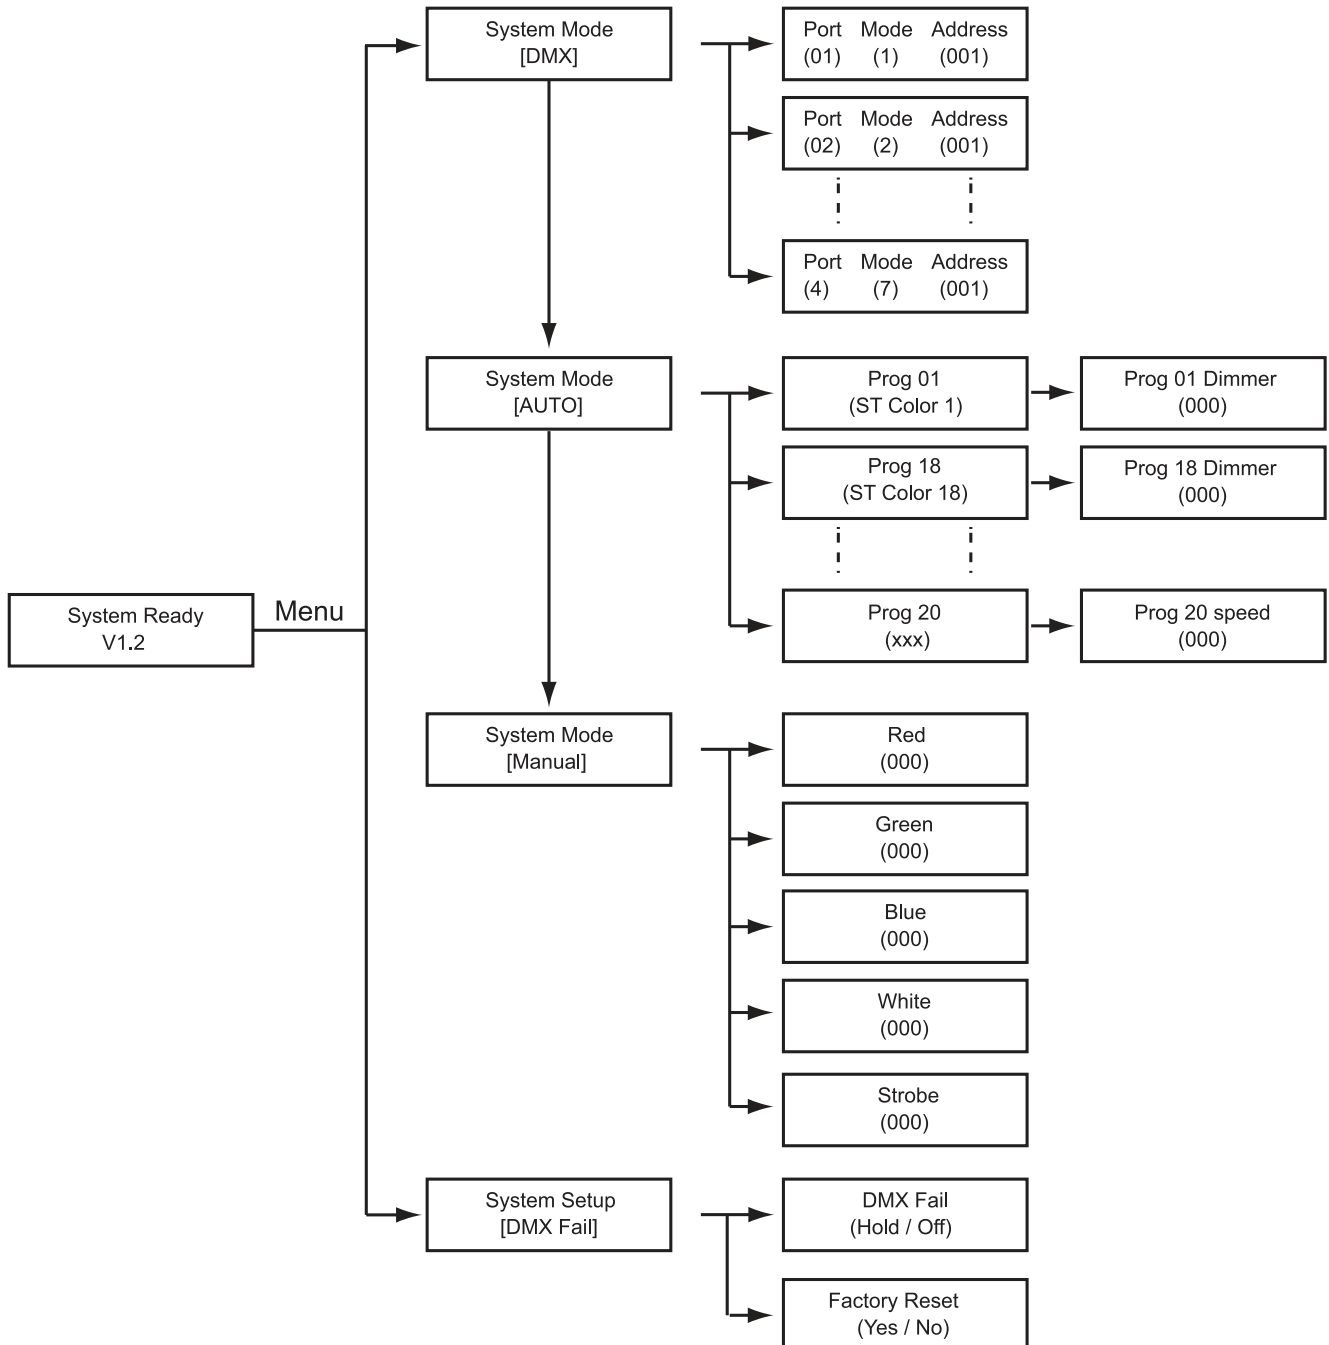 System Mode
[DMX]
Port Mode Address
(01) (1) (001)
Port Mode Address
(02) (2) (001)
Port Mode Address
(4) (7) (001)
System Mode
[AUTO]
Prog 01
(ST Color 1)
Prog 01 Dimmer
(000)
Prog 18
(ST Color 18)
Prog 18 Dimmer
(000)
System Ready
V1.2
Menu
Prog 20
(xxx)
Prog 20 speed
(000)
System Mode
[Manual]
Red
(000)
Green
(000)
Blue
(000)
White
(000)
Strobe
(000)
System Setup
[DMX Fail]
DMX Fail
(Hold / Off)
Factory Reset
(Yes / No)